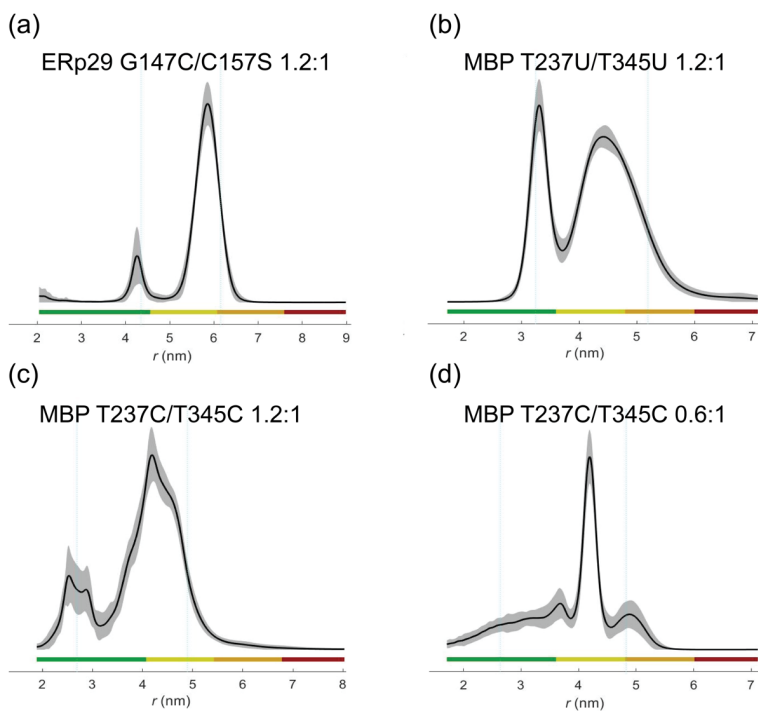 (a)
ERp29 G147C/C157S 1.2:1
2 3 4 5 6 7 8 9
r (nm)
(b)
MBP T237U/T345U 1.2:1
2 3 4 5 6 7
r (nm)
(c)
MBP T237C/T345C 1.2:1
2 3 4 5 6 7 8
r (nm)
(d)
MBP T237C/T345C 0.6:1
2 3 4 5 6 7
r (nm)